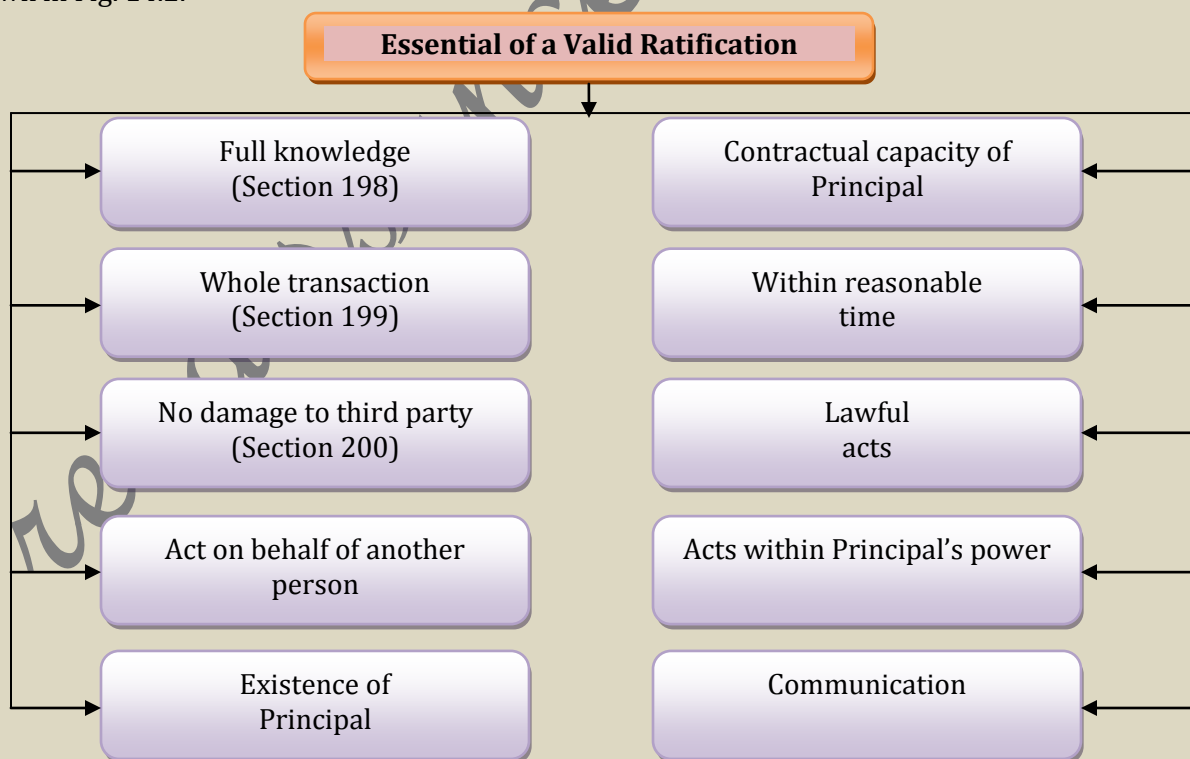 Essential of a Valid Ratification
Full knowledge
(Section 198)
Contractual capacity of
Principal
Whole transaction
(Section 199)
Within reasonable
time
No damage to third party
(Section 200)
Lawful
acts
Act on behalf of another
person
Acts within Principal’s power
Existence of
Principal
Communication